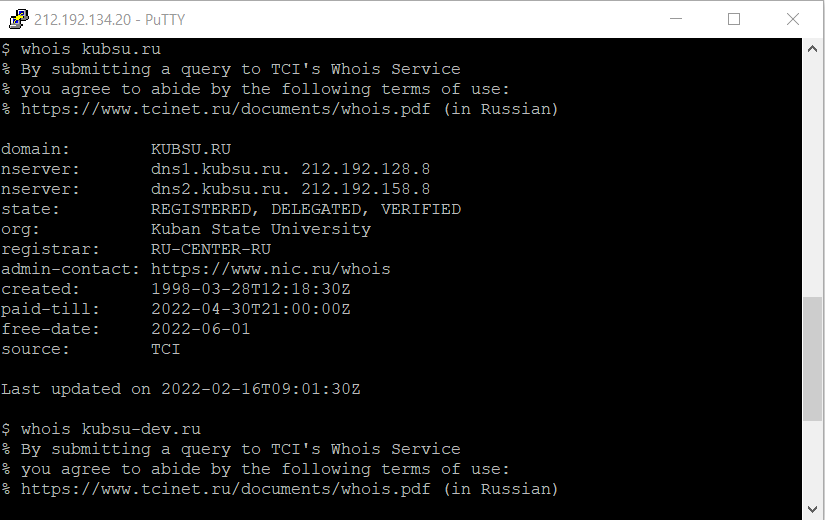 212.192.134.20 - PuTTY
$ whois kubsu.ru
% By submitting a query to TCI's Whois Service
% you agree to abide by the following terms of use:
% https://www.tcinet.ru/documents/whois.pdf (in Russian)

domain:        KUBSU.RU
nserver:       dns1.kubsu.ru. 212.192.128.8
nserver:       dns2.kubsu.ru. 212.192.158.8
state:         REGISTERED, DELEGATED, VERIFIED
org:           Kuban State University
registrar:     RU-CENTER-RU
admin-contact: https://www.nic.ru/whois
created:       1998-03-28T12:18:30Z
paid-till:     2022-04-30T21:00:00Z
free-date:     2022-06-01
source:        TCI

Last updated on 2022-02-16T09:01:30Z

$ whois kubsu-dev.ru
% By submitting a query to TCI's Whois Service
% you agree to abide by the following terms of use:
% https://www.tcinet.ru/documents/whois.pdf (in Russian)